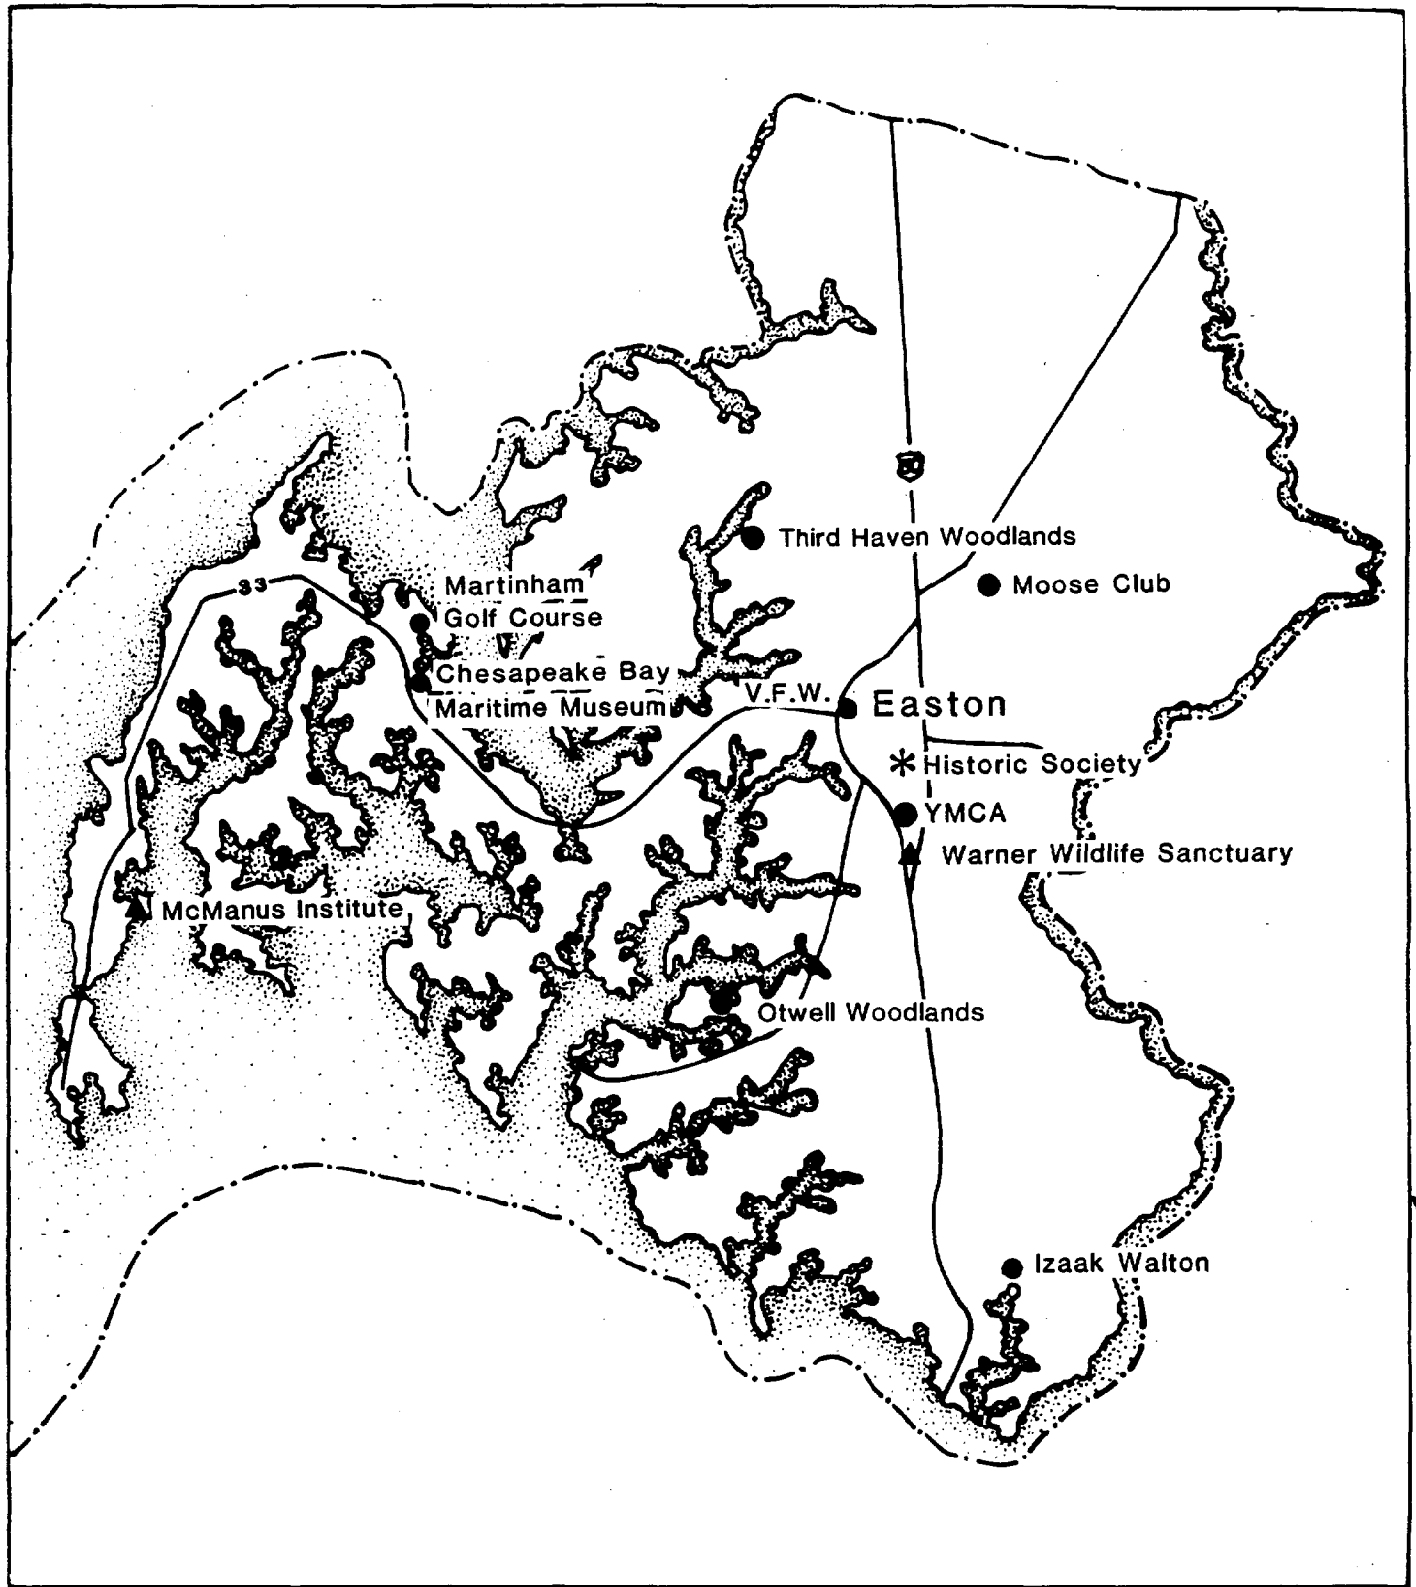 Third Haven Woodlands
33
Martinham
Golf Course
Moose Club
Chesapeake Bay
Maritime Museum
V.F.W.
Easton
Historic Society
YMCA
Warner Wildlife Sanctuary
McManus Institute
Otwell Woodlands
Izaak Walton